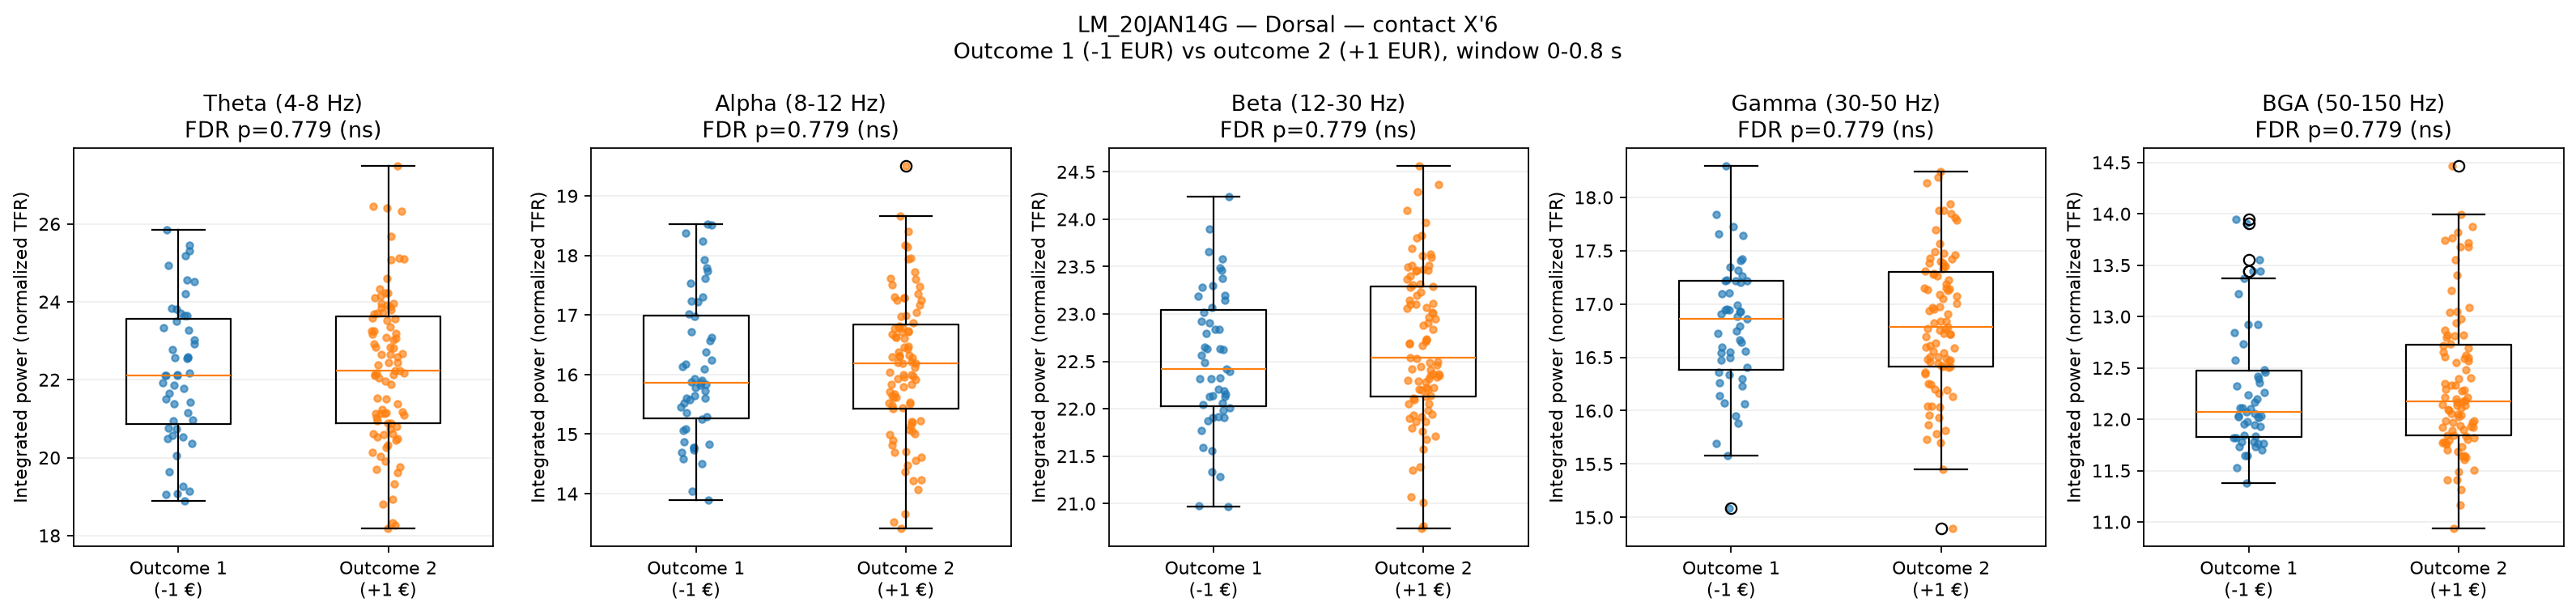 LM_20JAN14G — Dorsal — contact X'6
Outcome 1 (-1 EUR) vs outcome 2 (+1 EUR), window 0-0.8 s
Theta (4-8 Hz)
FDR p=0.779 (ns)
Integrated power (normalized TFR)
26
24
22
20
18
Outcome 1
(-1 €)
Outcome 2
(+1 €)
Alpha (8-12 Hz)
FDR p=0.779 (ns)
Integrated power (normalized TFR)
19
18
17
16
15
14
Outcome 1
(-1 €)
Outcome 2
(+1 €)
Beta (12-30 Hz)
FDR p=0.779 (ns)
Integrated power (normalized TFR)
24.5
24.0
23.5
23.0
22.5
22.0
21.5
21.0
Outcome 1
(-1 €)
Outcome 2
(+1 €)
Gamma (30-50 Hz)
FDR p=0.779 (ns)
Integrated power (normalized TFR)
18.0
17.5
17.0
16.5
16.0
15.5
15.0
Outcome 1
(-1 €)
Outcome 2
(+1 €)
BGA (50-150 Hz)
FDR p=0.779 (ns)
Integrated power (normalized TFR)
14.5
14.0
13.5
13.0
12.5
12.0
11.5
11.0
Outcome 1
(-1 €)
Outcome 2
(+1 €)